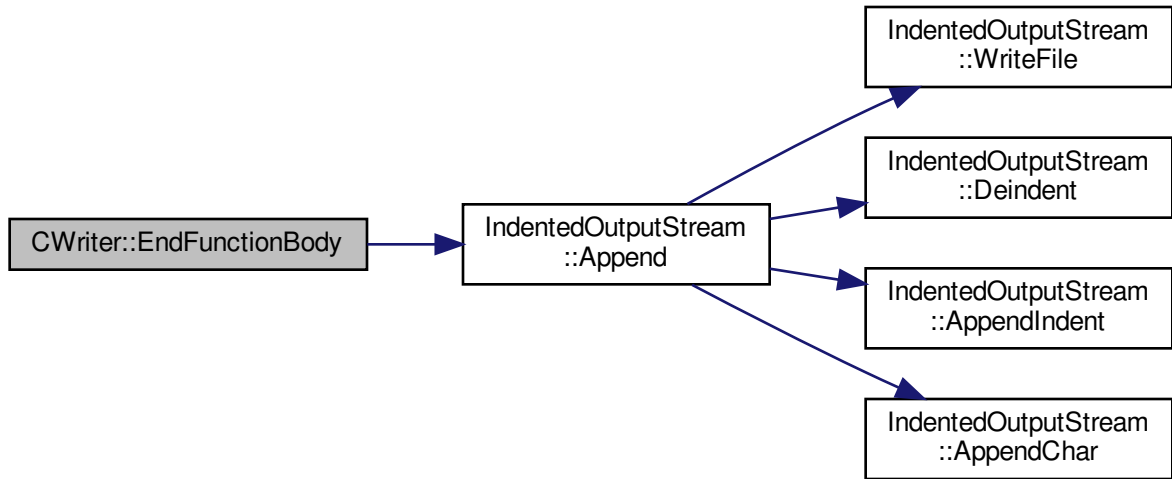 IndentedOutputStream
::WriteFile
IndentedOutputStream
::Deindent
CWriter::EndFunctionBody
IndentedOutputStream
::Append
IndentedOutputStream
::AppendIndent
IndentedOutputStream
::AppendChar